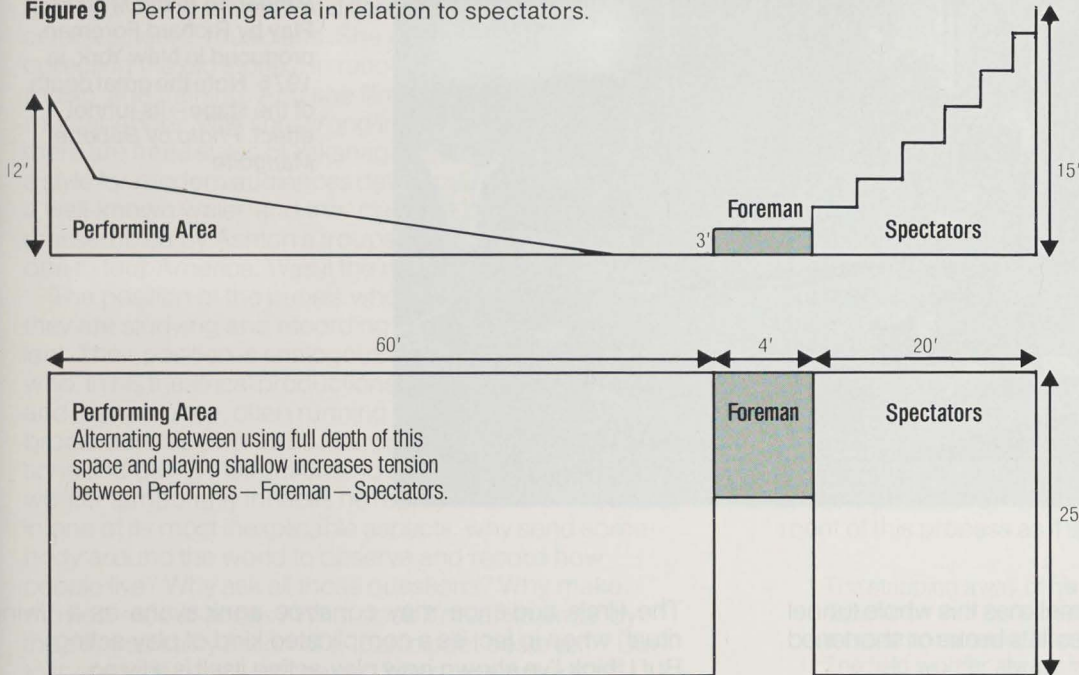 Figure 9 Performing area in relation to spectators.
12'
Performing Area
3'
Foreman
Spectators
15'
60'
4'
20'
Performing Area
Alternating between using full depth of this
space and playing shallow increases tension
between Performers—Foreman—Spectators.
Foreman
Spectators
25